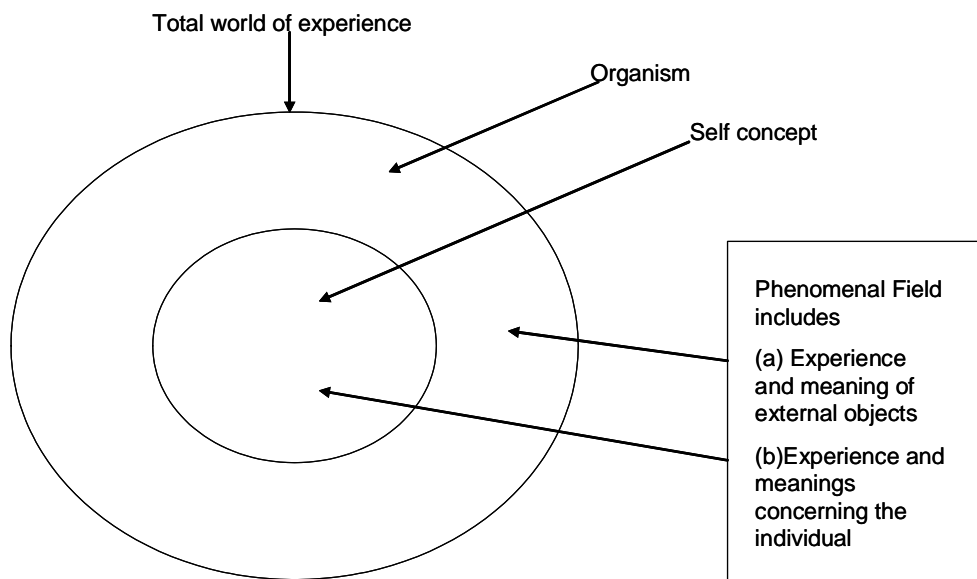 Total world of experience
Organism
Self concept
Phenomenal Field
includes
(a) Experience
and meaning of
external objects
(b)Experience and
meanings
concerning the
individual